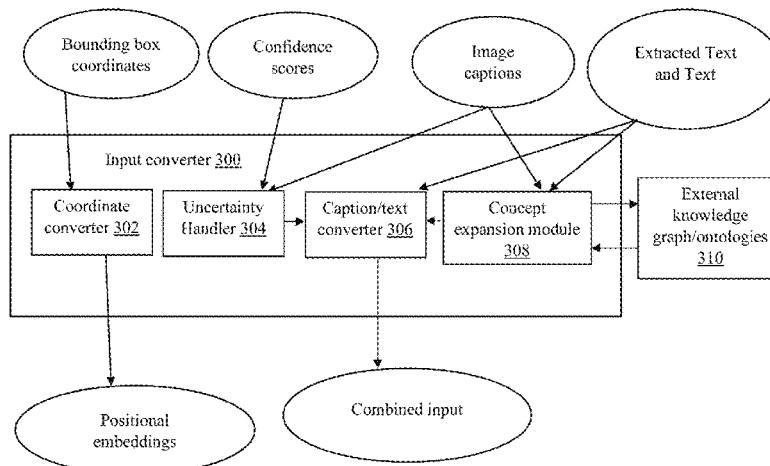 Bounding box
coordinates
Confidence
scores
Image
captions
Extracted Text
and Text
Input converter 300
Coordinate
converter 302
Uncertainty
Handler 304
Caption/text
converter 306
Concept
expansion module
308
External
knowledge
graph/ontologies
310
Positional
embeddings
Combined input